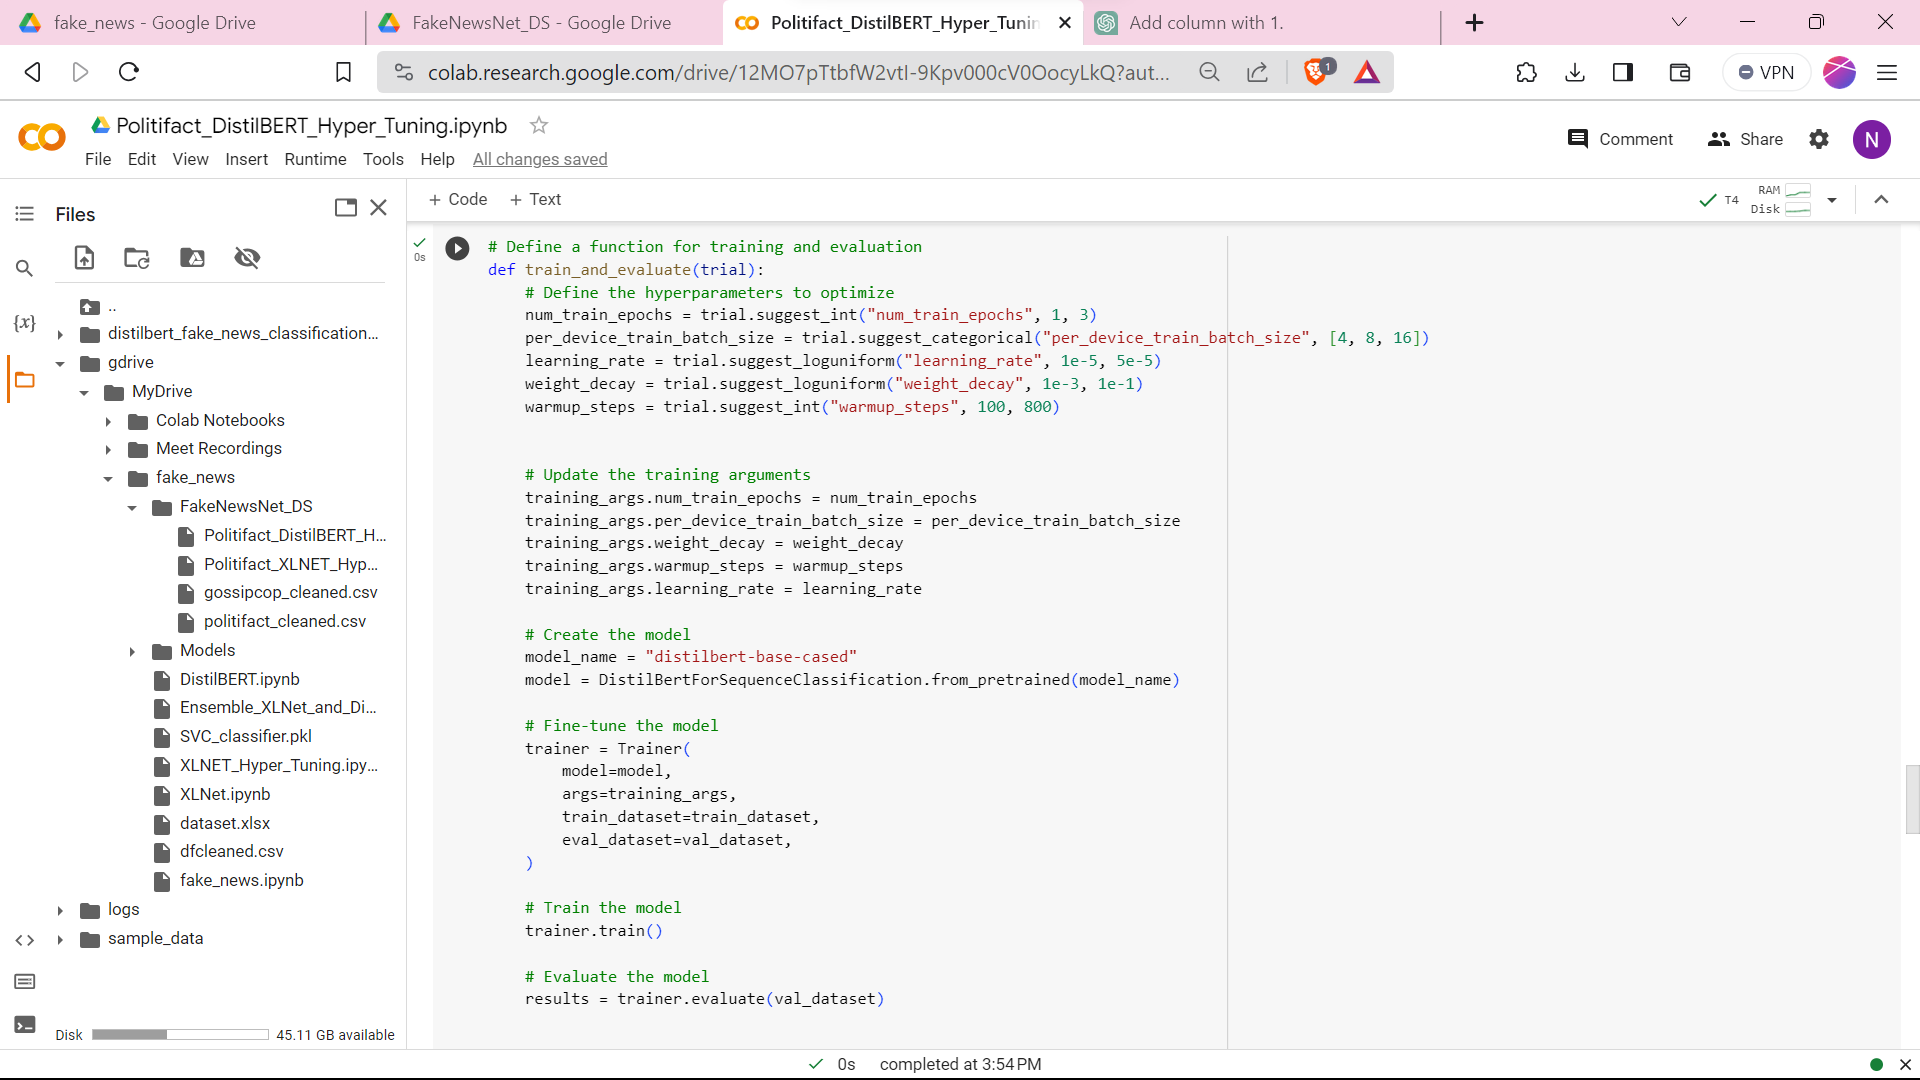 fake_news - Google Drive
FakeNewsNet_DS - Google Drive
Politifact_DistilBERT_Hyper_Tunin
Add column with 1.
colab.research.google.com/drive/12MO7pTtbfW2vtI-9Kpv000cV0OocyLkQ?aut...
1
VPN
Politifact_DistilBERT_Hyper_Tuning.ipynb
Comment
Share
N
File Edit View Insert Runtime Tools Help All changes saved
Files
+ Code + Text
T4
RAM
Disk
..
distilbert_fake_news_classification...
gdrive
MyDrive
Colab Notebooks
Meet Recordings
fake_news
FakeNewsNet_DS
Politifact_DistilBERT_H...
Politifact_XLNET_Hyp...
gossipcop_cleaned.csv
politifact_cleaned.csv
Models
DistilBERT.ipynb
Ensemble_XLNet_and_Di...
SVC_classifier.pkl
XLNET_Hyper_Tuning.ipy...
XLNet.ipynb
dataset.xlsx
dfcleaned.csv
fake_news.ipynb
logs
sample_data
{x}
<>
Disk
45.11 GB available
0s
# Define a function for training and evaluation
def train_and_evaluate(trial):
    # Define the hyperparameters to optimize
    num_train_epochs = trial.suggest_int("num_train_epochs", 1, 3)
    per_device_train_batch_size = trial.suggest_categorical("per_device_train_batch_size", [4, 8, 16])
    learning_rate = trial.suggest_loguniform("learning_rate", 1e-5, 5e-5)
    weight_decay = trial.suggest_loguniform("weight_decay", 1e-3, 1e-1)
    warmup_steps = trial.suggest_int("warmup_steps", 100, 800)
    # Update the training arguments
    training_args.num_train_epochs = num_train_epochs
    training_args.per_device_train_batch_size = per_device_train_batch_size
    training_args.weight_decay = weight_decay
    training_args.warmup_steps = warmup_steps
    training_args.learning_rate = learning_rate
    # Create the model
    model_name = "distilbert-base-cased"
    model = DistilBertForSequenceClassification.from_pretrained(model_name)
    # Fine-tune the model
    trainer = Trainer(
        model=model,
        args=training_args,
        train_dataset=train_dataset,
        eval_dataset=val_dataset,
    )
    # Train the model
    trainer.train()
    # Evaluate the model
    results = trainer.evaluate(val_dataset)
0s completed at 3:54 PM